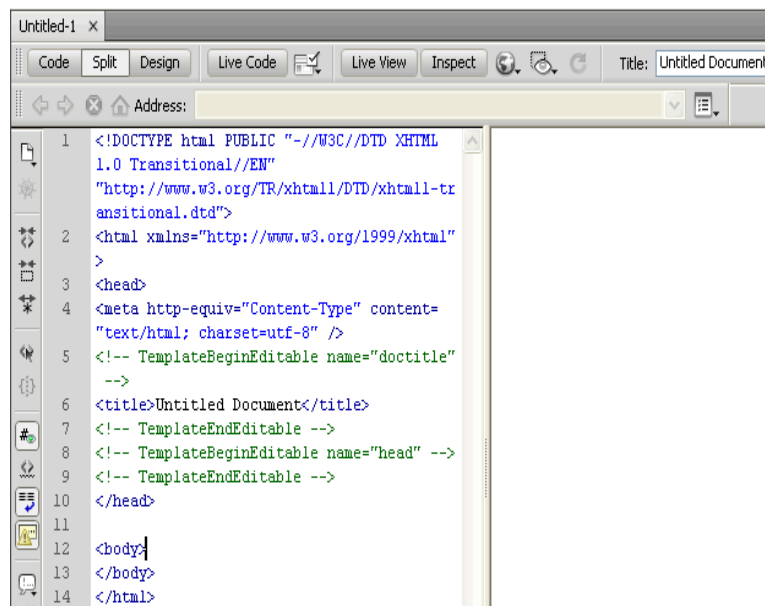 Untitled-1 ×
Code Split Design Live Code Live View Inspect Title: Untitled Document
Address:
1 <!DOCTYPE html PUBLIC "-//W3C//DTD XHTML
1.0 Transitional//EN"
"http://www.w3.org/TR/xhtml1/DTD/xhtml1-tr
ansitional.dtd">
2 <html xmlns="http://www.w3.org/1999/xhtml"
>
3 <head>
4 <meta http-equiv="Content-Type" content=
"text/html; charset=utf-8" />
5 <!-- TemplateBeginEditable name="doctitle"
-->
6 <title>Untitled Document</title>
7 <!-- TemplateEndEditable -->
8 <!-- TemplateBeginEditable name="head" -->
9 <!-- TemplateEndEditable -->
10 </head>
11
12 <body>
13 </body>
14 </html>